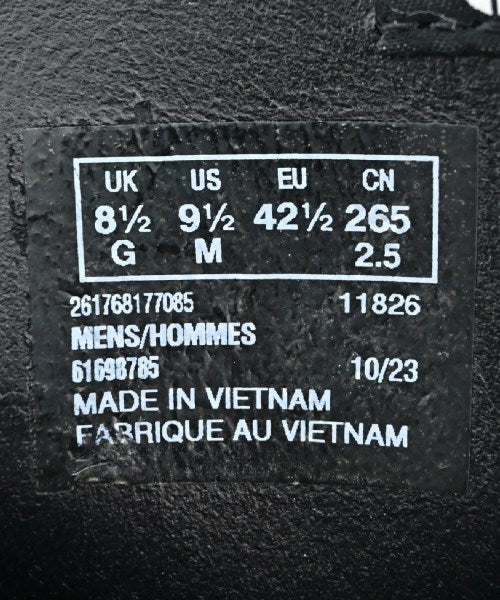 UK US EU CN
8½ 9½ 42½ 265
G M 2.5
261768177085 11826
MENS/HOMMES
61698785 10/23
MADE IN VIETNAM
FABRIQUE AU VIETNAM